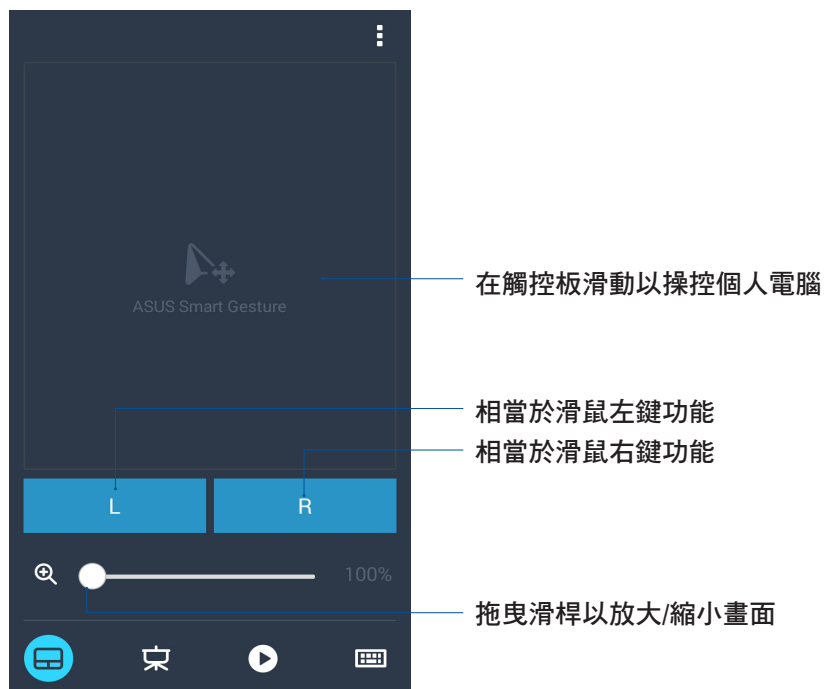 ASUS Smart Gesture
在觸控板滑動以操控個人電腦
相當於滑鼠左鍵功能
相當於滑鼠右鍵功能
L
R
100%
拖曳滑桿以放大/縮小畫面